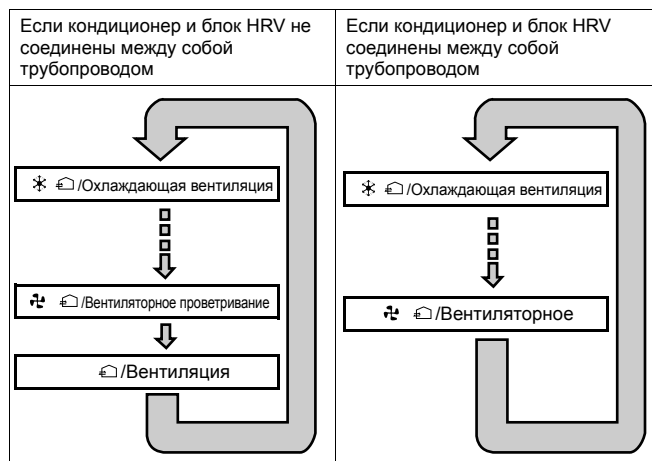 Если кондиционер и блок HRV не
соединены между собой
трубопроводом
Если кондиционер и блок HRV
соединены между собой
трубопроводом
/Охлаждающая вентиляция
/Вентиляторное проветривание
/Вентиляция
/Охлаждающая вентиляция
/Вентиляторное